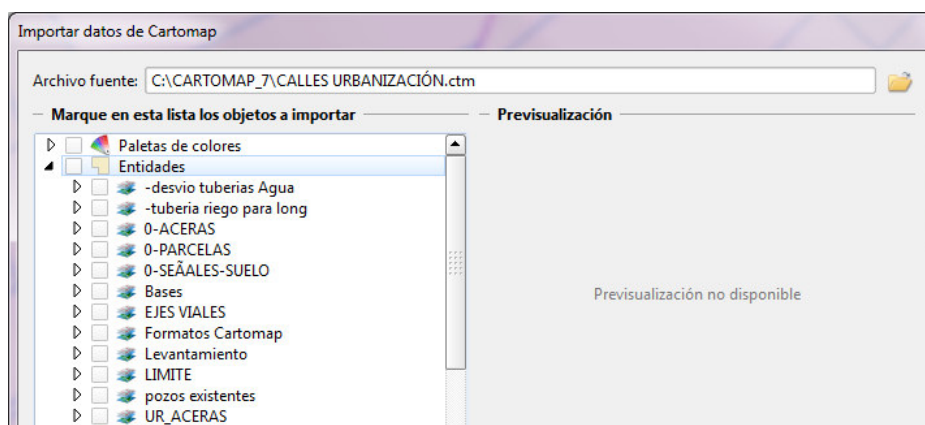 Importar datos de Cartomap
Archivo fuente: C:\CARTOMAP_7\CALLES URBANIZACIÓN.ctm
Marque en esta lista los objetos a importar
Previsualización
Paletas de colores
Entidades
-desvio tuberias Agua
-tuberia riego para long
0-ACERAS
0-PARCELAS
0-SEÃALES-SUELO
Bases
EJES VIALES
Formatos Cartomap
Levantamiento
LIMITE
pozos existentes
UR_ACERAS
Previsualización no disponible